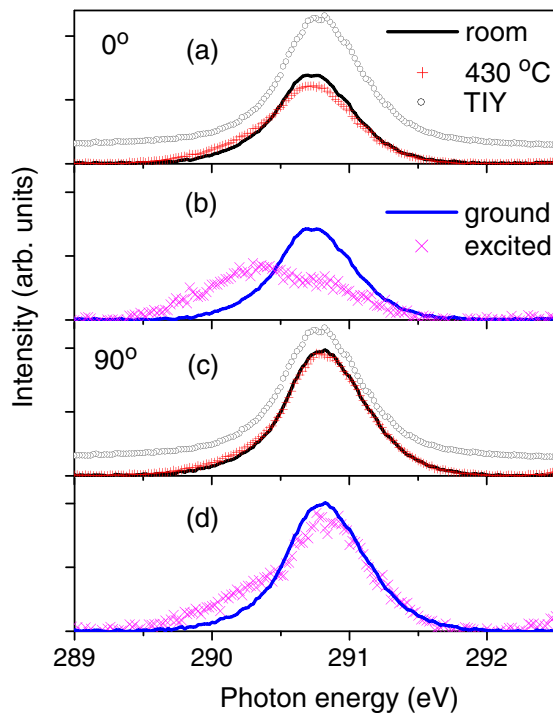 0° (a) room
430 °C
TIY
(b) ground
excited
90° (c)
(d)
Intensity (arb. units)
289 290 291 292
Photon energy (eV)